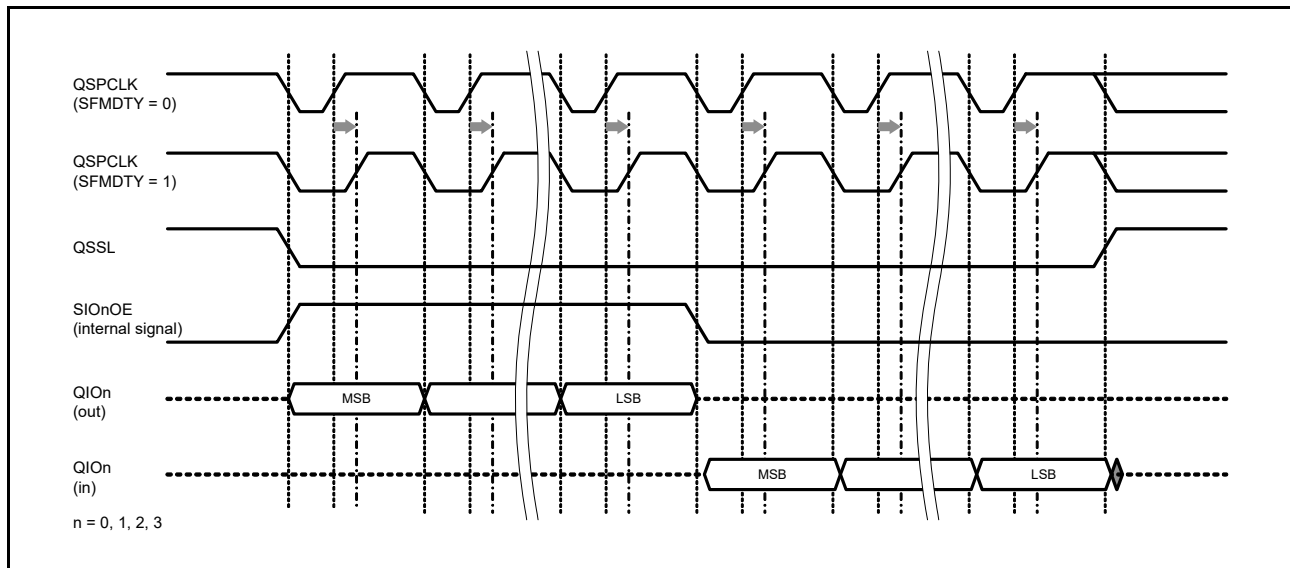 QSPCLK
(SFMDTY = 0)
QSPCLK
(SFMDTY = 1)
QSSL
SIOnOE
(internal signal)
QIOn
(out)
MSB
LSB
QIOn
(in)
MSB
LSB
n = 0, 1, 2, 3